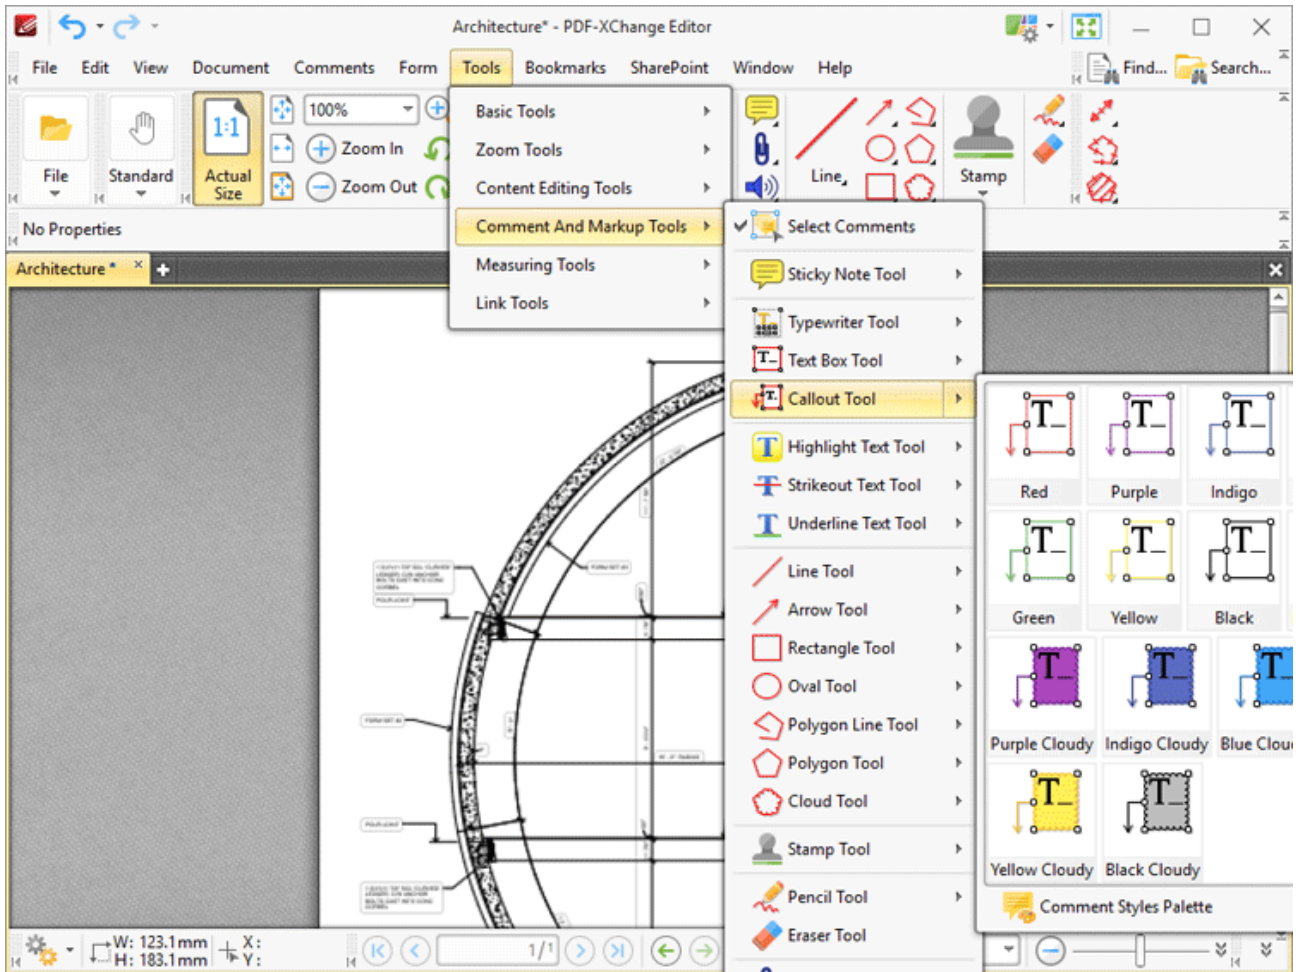 Architecture* - PDF-XChange Editor
File Edit View Document Comments Form Tools Bookmarks SharePoint Window Help
Find... Search...
100%
Zoom In
Zoom Out
File
Standard
1:1
Actual
Size
Line
Stamp
No Properties
Architecture *
Basic Tools
Zoom Tools
Content Editing Tools
Comment And Markup Tools
Measuring Tools
Link Tools
Select Comments
Sticky Note Tool
Typewriter Tool
Text Box Tool
Callout Tool
Highlight Text Tool
Strikeout Text Tool
Underline Text Tool
Line Tool
Arrow Tool
Rectangle Tool
Oval Tool
Polygon Line Tool
Polygon Tool
Cloud Tool
Stamp Tool
Pencil Tool
Eraser Tool
Red Purple Indigo
Green Yellow Black
Purple Cloudy Indigo Cloudy Blue Clou
Yellow Cloudy Black Cloudy
Comment Styles Palette
W: 123.1mm
H: 183.1mm
X:
Y:
1/1